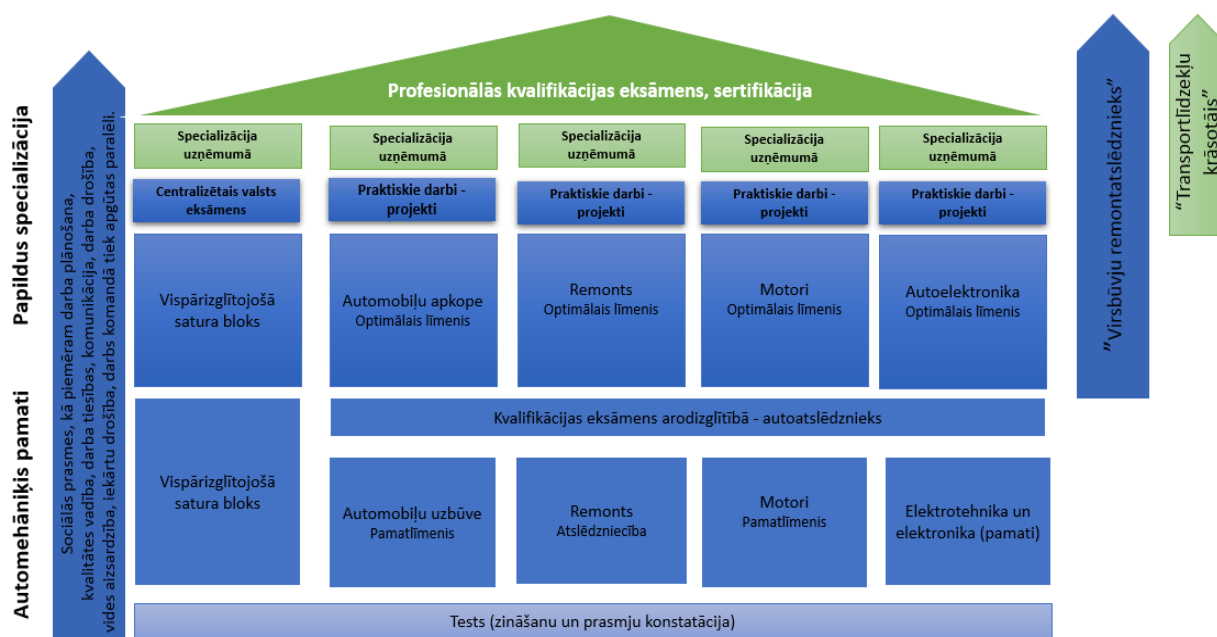 Profesionālās kvalifikācijas eksāmens, sertifikācija
Papildus specializācija
Automehāniķis pamati
Sociālās prasmes, kā piemēram darba plānošana,
kvalitātes vadība, darba tiesības, komunikācija, darba drošība,
vides aizsardzība, iekārtu drošība, darbs komandā tiek apgūtas paralēli.
Specializācija
uzņēmumā
Specializācija
uzņēmumā
Specializācija
uzņēmumā
Specializācija
uzņēmumā
Specializācija
uzņēmumā
Centralizētais valsts
eksāmens
Praktiskie darbi -
projekti
Praktiskie darbi -
projekti
Praktiskie darbi -
projekti
Praktiskie darbi -
projekti
Vispārizglītojošā
satura bloks
Automobiļu apkope
Optimālais līmenis
Remonts
Optimālais līmenis
Motori
Optimālais līmenis
Autoelektronika
Optimālais līmenis
Kvalifikācijas eksāmens arodizglītībā - autoatslēdznieks
Vispārizglītojošā
satura bloks
Automobiļu uzbūve
Pamatlīmenis
Remonts
Atslēdzniecība
Motori
Pamatlīmenis
Elektrotehnika un
elektronika (pamati)
Tests (zināšanu un prasmju konstatācija)
”Virsbūvju remontatslēdznieks”
“Transportlīdzekļu
krāsotājs”